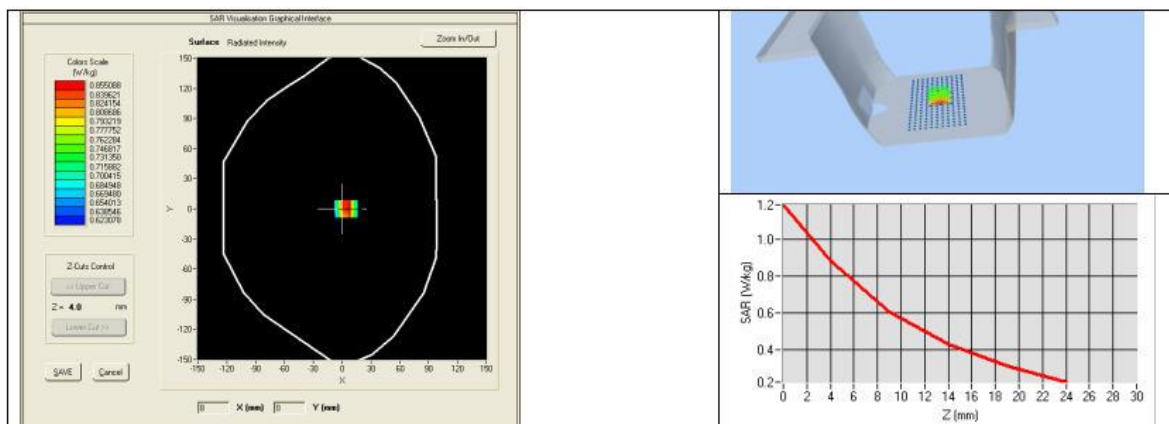 SAR Visualisation Graphical Interface
Surface Radiated Intensity
Zoom In/Out
Colors Scale
(W/kg)
0.855088
0.839621
0.824154
0.808686
0.793219
0.777752
0.762284
0.746817
0.731350
0.715882
0.700415
0.684948
0.669480
0.654013
0.638546
0.623078
Z-Cuts Control
<< Upper Cut
Z = 4.0 mm
Lower Cut >>
SAVE Cancel
150
120
90
60
30
0
-30
-60
-90
-120
-150
Y
-150 -120 -90 -60 -30 0 30 60 90 120 150
X
0 X (mm) 0 Y (mm)
1.2
1.0
0.8
0.6
0.4
0.2
SAR (W/kg)
0 2 4 6 8 10 12 14 16 18 20 22 24 26 28 30
Z (mm)